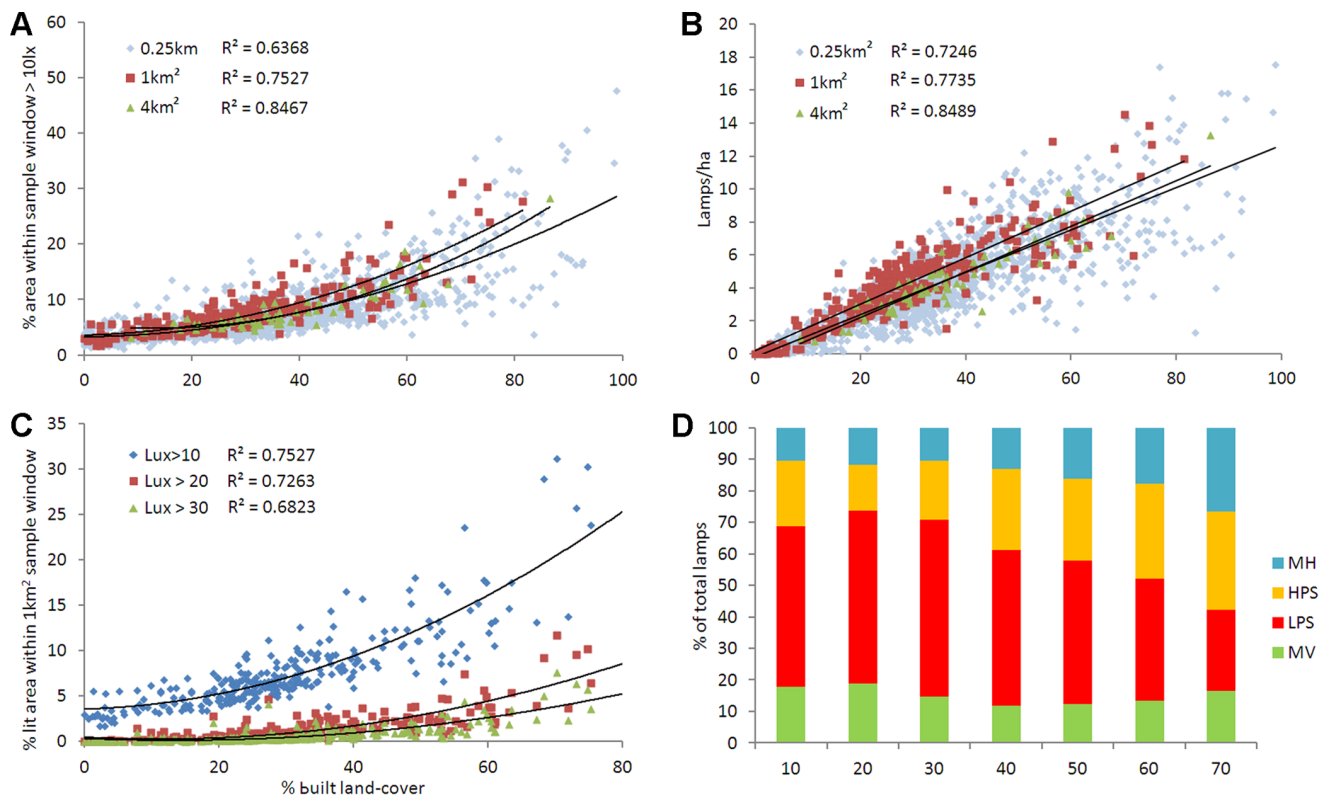 A
% area within sample window > 10lx
60
50
40
30
20
10
0
0.25km R² = 0.6368
1km² R² = 0.7527
4km² R² = 0.8467
0 20 40 60 80 100
B
Lamps/ha
20
18
16
14
12
10
8
6
4
2
0
0.25km² R² = 0.7246
1km² R² = 0.7735
4km² R² = 0.8489
0 20 40 60 80 100
C
% lit area within 1km² sample window
35
30
25
20
15
10
5
0
Lux>10 R² = 0.7527
Lux > 20 R² = 0.7263
Lux > 30 R² = 0.6823
0 20 40 60 80
% built land-cover
D
% of total lamps
100
90
80
70
60
50
40
30
20
10
0
10 20 30 40 50 60 70
MH
HPS
LPS
MV